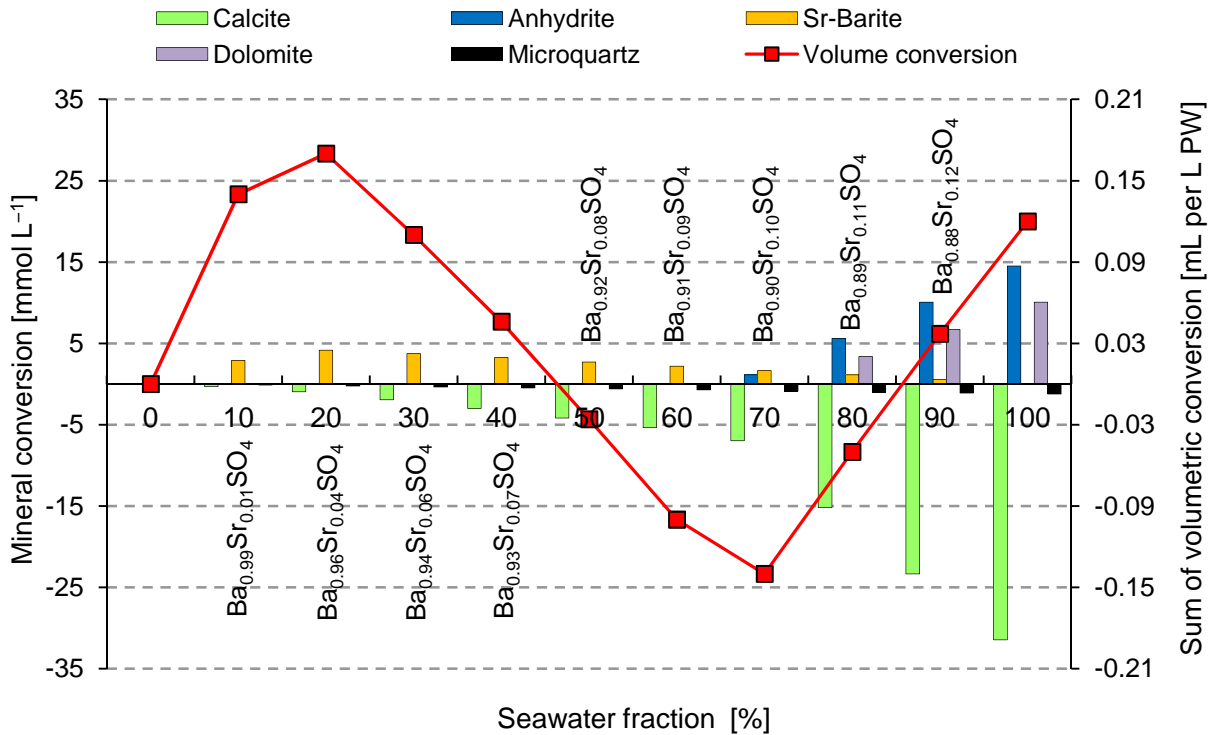 Calcite Anhydrite Sr-Barite
Dolomite Microquartz Volume conversion
Mineral conversion [mmol L⁻¹]
35
25
15
5
-5
-15
-25
-35
Ba₀.₉₉Sr₀.₀₁SO₄
Ba₀.₉₆Sr₀.₀₄SO₄
Ba₀.₉₄Sr₀.₀₆SO₄
Ba₀.₉₃Sr₀.₀₇SO₄
Ba₀.₉₂Sr₀.₀₈SO₄
Ba₀.₉₁Sr₀.₀₉SO₄
Ba₀.₉₀Sr₀.₁₀SO₄
Ba₀.₈₉Sr₀.₁₁SO₄
Ba₀.₈₈Sr₀.₁₂SO₄
0 10 20 30 40 50 60 70 80 90 100
0.21
0.15
0.09
0.03
-0.03
-0.09
-0.15
-0.21
Sum of volumetric conversion [mL per L PW]
Seawater fraction [%]